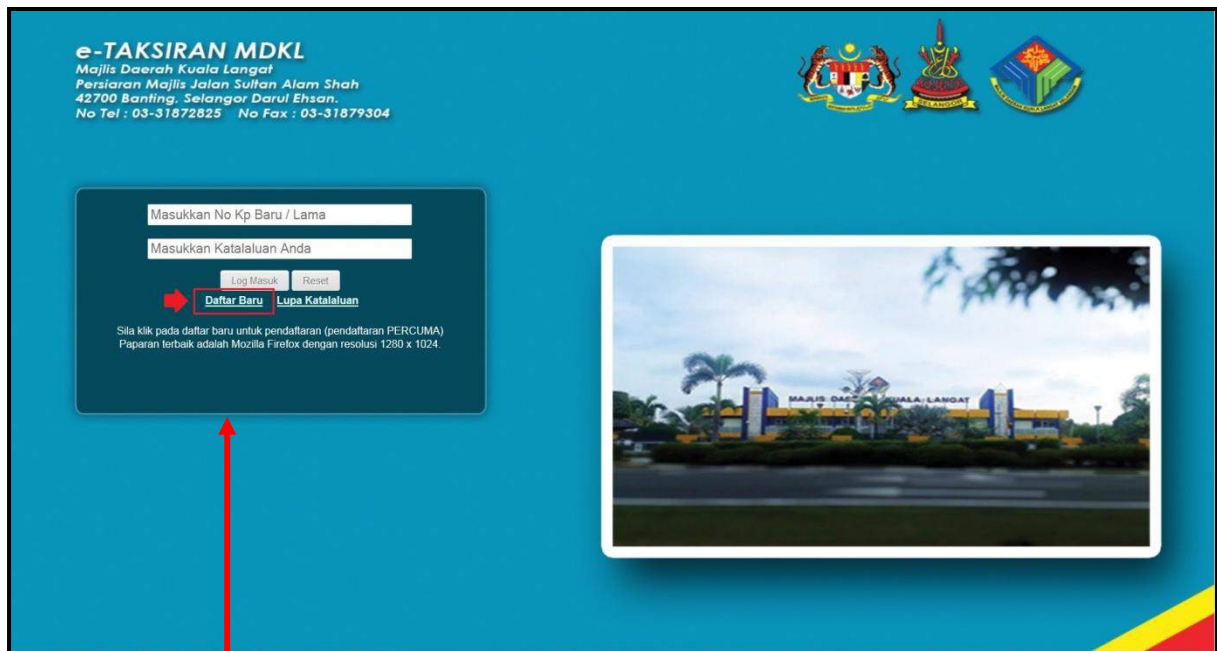 e-TAKSIRAN MDKL
Majlis Daerah Kuala Langat
Persiaran Majlis Jalan Sultan Alam Shah
42700 Banting, Selangor Darul Ehsan.
No Tel : 03-31872825 No Fax : 03-31879304
SELANGOR
Masukkan No Kp Baru / Lama
Masukkan Katalaluan Anda
Log Masuk Reset
Daftar Baru Lupa Katalaluan
Sila klik pada daftar baru untuk pendaftaran (pendaftaran PERCUMA)
Paparan terbaik adalah Mozilla Firefox dengan resolusi 1280 x 1024.
MAJLIS LANGAT